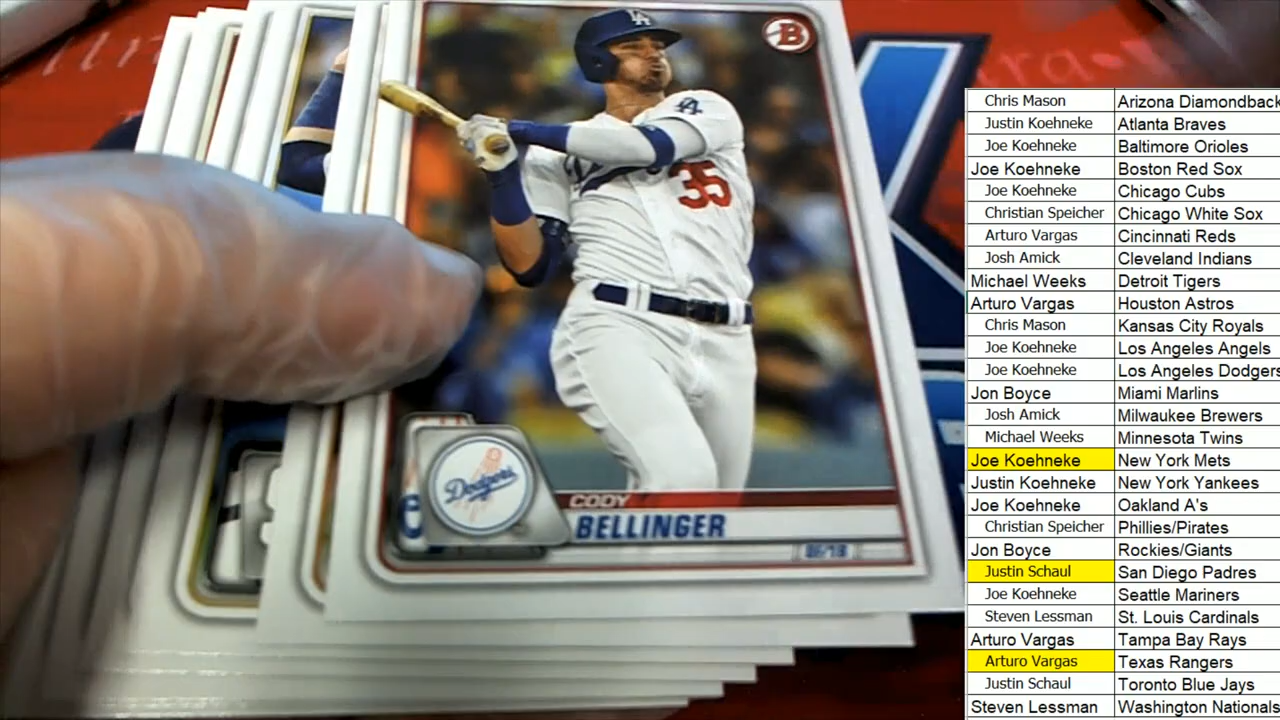 B
LA
LA
35
Dodgers
CODY
BELLINGER
OF/1B
Chris Mason Arizona Diamondback
Justin Koehneke Atlanta Braves
Joe Koehneke Baltimore Orioles
Joe Koehneke Boston Red Sox
Joe Koehneke Chicago Cubs
Christian Speicher Chicago White Sox
Arturo Vargas Cincinnati Reds
Josh Amick Cleveland Indians
Michael Weeks Detroit Tigers
Arturo Vargas Houston Astros
Chris Mason Kansas City Royals
Joe Koehneke Los Angeles Angels
Joe Koehneke Los Angeles Dodgers
Jon Boyce Miami Marlins
Josh Amick Milwaukee Brewers
Michael Weeks Minnesota Twins
Joe Koehneke New York Mets
Justin Koehneke New York Yankees
Joe Koehneke Oakland A's
Christian Speicher Phillies/Pirates
Jon Boyce Rockies/Giants
Justin Schaul San Diego Padres
Joe Koehneke Seattle Mariners
Steven Lessman St. Louis Cardinals
Arturo Vargas Tampa Bay Rays
Arturo Vargas Texas Rangers
Justin Schaul Toronto Blue Jays
Steven Lessman Washington Nationals